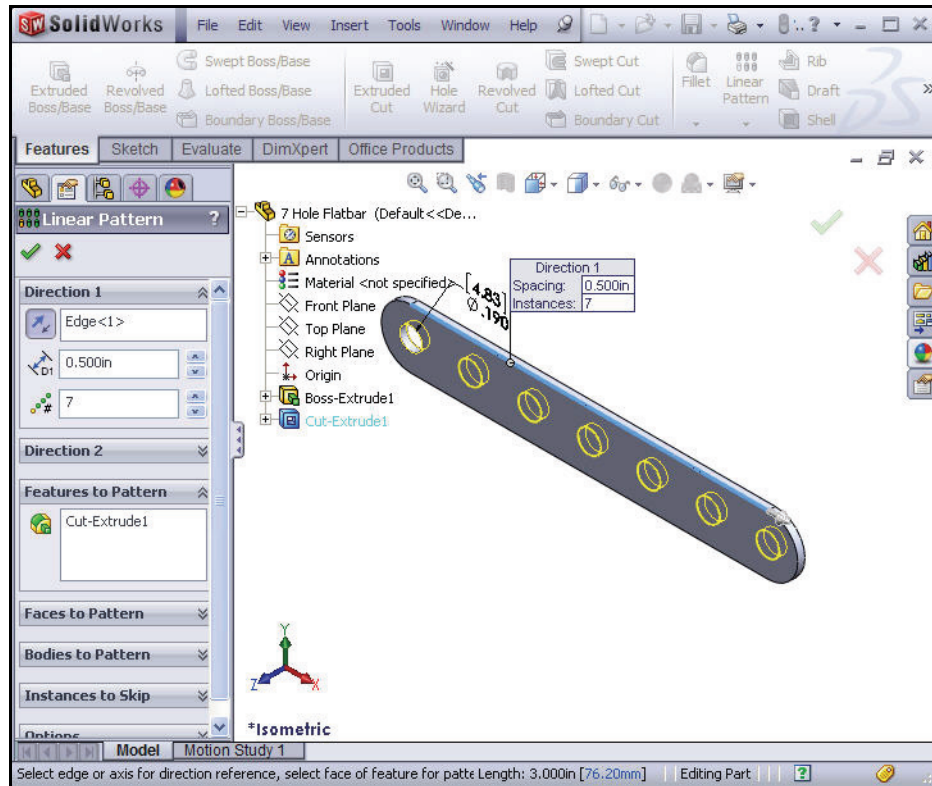 SolidWorks File Edit View Insert Tools Window Help
Extruded Boss/Base
Revolved Boss/Base
Swept Boss/Base
Lofted Boss/Base
Boundary Boss/Base
Extruded Cut
Hole Wizard
Revolved Cut
Swept Cut
Lofted Cut
Boundary Cut
Fillet
Linear Pattern
Rib
Draft
Shell
Features Sketch Evaluate DimXpert Office Products
Linear Pattern ?
Direction 1
Edge<1>
D1 0.500in
# 7
Direction 2
Features to Pattern
Cut-Extrude1
Faces to Pattern
Bodies to Pattern
Instances to Skip
Options
7 Hole Flatbar (Default<<De...
Sensors
Annotations
Material <not specified>
Front Plane
Top Plane
Right Plane
Origin
Boss-Extrude1
Cut-Extrude1
[4.83]
Ø .190
Direction 1
Spacing: 0.500in
Instances: 7
Y
Z X
*Isometric
Model Motion Study 1
Select edge or axis for direction reference, select face of feature for patte Length: 3.000in [76.20mm] Editing Part ?